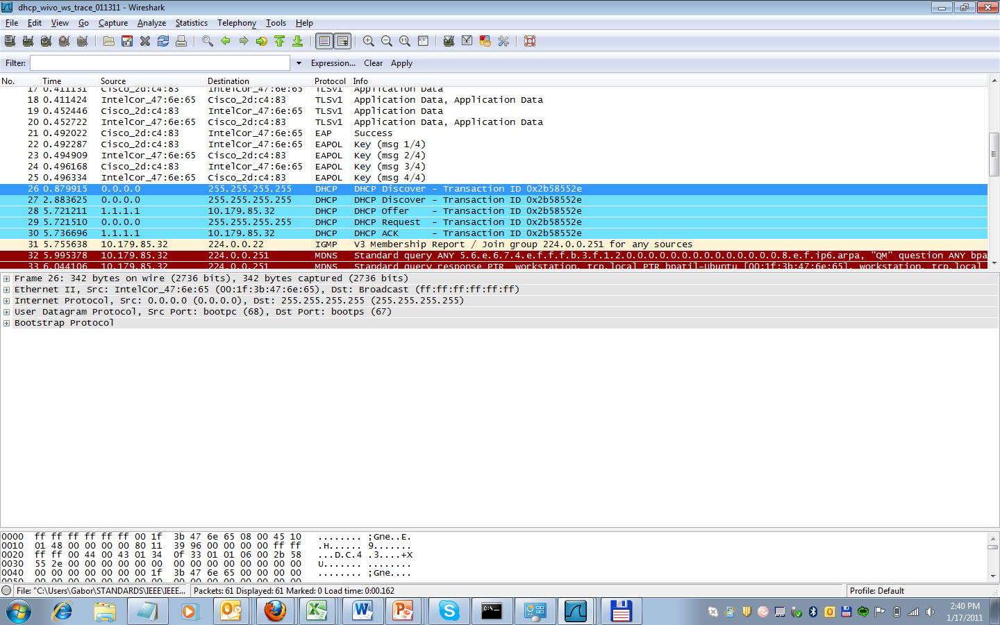 dhcp_wivo_ws_trace_011311 - Wireshark
File Edit View Go Capture Analyze Statistics Telephony Tools Help
Filter: Expression... Clear Apply
No. Time Source Destination Protocol Info
17 0.411131 Cisco_2d:c4:83 IntelCor_47:6e:65 TLSv1 Application Data
18 0.411424 IntelCor_47:6e:65 Cisco_2d:c4:83 TLSv1 Application Data, Application Data
19 0.452446 Cisco_2d:c4:83 IntelCor_47:6e:65 TLSv1 Application Data
20 0.452722 IntelCor_47:6e:65 Cisco_2d:c4:83 TLSv1 Application Data, Application Data
21 0.492022 Cisco_2d:c4:83 IntelCor_47:6e:65 EAP Success
22 0.492287 Cisco_2d:c4:83 IntelCor_47:6e:65 EAPOL Key (msg 1/4)
23 0.494909 IntelCor_47:6e:65 Cisco_2d:c4:83 EAPOL Key (msg 2/4)
24 0.496168 Cisco_2d:c4:83 IntelCor_47:6e:65 EAPOL Key (msg 3/4)
25 0.496334 IntelCor_47:6e:65 Cisco_2d:c4:83 EAPOL Key (msg 4/4)
26 0.879915 0.0.0.0 255.255.255.255 DHCP DHCP Discover - Transaction ID 0x2b58552e
27 2.883625 0.0.0.0 255.255.255.255 DHCP DHCP Discover - Transaction ID 0x2b58552e
28 5.721211 1.1.1.1 10.179.85.32 DHCP DHCP Offer - Transaction ID 0x2b58552e
29 5.721510 0.0.0.0 255.255.255.255 DHCP DHCP Request - Transaction ID 0x2b58552e
30 5.736696 1.1.1.1 10.179.85.32 DHCP DHCP ACK - Transaction ID 0x2b58552e
31 5.755638 10.179.85.32 224.0.0.22 IGMP V3 Membership Report / Join group 224.0.0.251 for any sources
32 5.995378 10.179.85.32 224.0.0.251 MDNS Standard query ANY 5.6.e.6.7.4.e.f.f.f.b.3.f.1.2.0.0.0.0.0.0.0.0.0.0.0.0.0.0.8.e.f.ip6.arpa, "QM" question ANY bpa
33 6.044106 10.179.85.32 224.0.0.251 MDNS Standard query response PTR _workstation._tcp.local PTR bpatil-Ubuntu [00:1f:3b:47:6e:65]._workstation._tcp.local
Frame 26: 342 bytes on wire (2736 bits), 342 bytes captured (2736 bits)
Ethernet II, Src: IntelCor_47:6e:65 (00:1f:3b:47:6e:65), Dst: Broadcast (ff:ff:ff:ff:ff:ff)
Internet Protocol, Src: 0.0.0.0 (0.0.0.0), Dst: 255.255.255.255 (255.255.255.255)
User Datagram Protocol, Src Port: bootpc (68), Dst Port: bootps (67)
Bootstrap Protocol
0000 ff ff ff ff ff ff 00 1f 3b 47 6e 65 08 00 45 10 ........ ;Gne..E.
0010 01 48 00 00 00 00 80 11 39 96 00 00 00 00 ff ff .H...... 9.......
0020 ff ff 00 44 00 43 01 34 0f 33 01 01 06 00 2b 58 ...D.C.4 .3....+X
0030 55 2e 00 00 00 00 00 00 00 00 00 00 00 00 00 00 U....... ........
0040 00 00 00 00 00 00 00 1f 3b 47 6e 65 00 00 00 00 ........ ;Gne....
File: "C:\Users\Gabor\STANDARDS\IEEE\IEEE... Packets: 61 Displayed: 61 Marked: 0 Load time: 0:00.162 Profile: Default
2:40 PM
1/17/2011